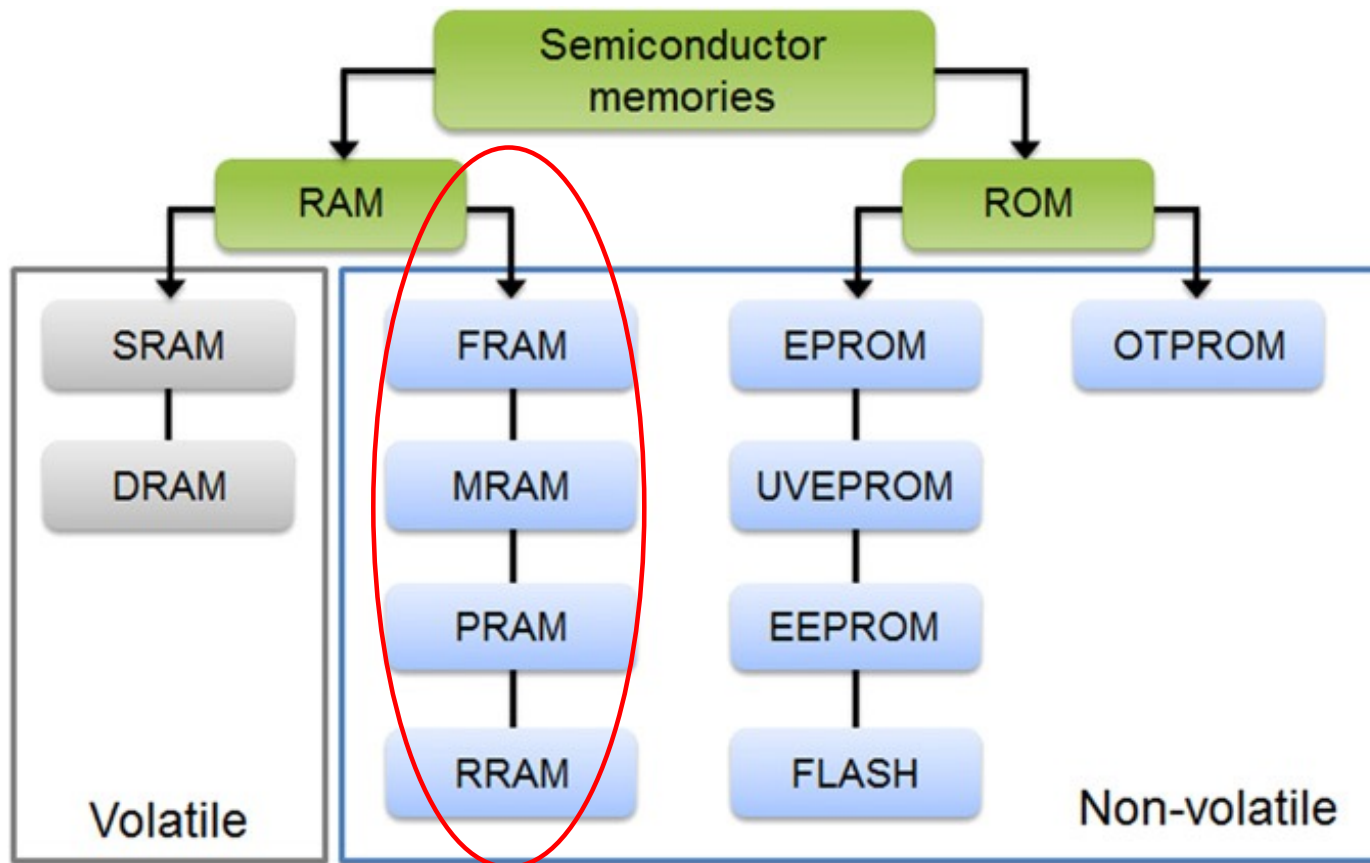 Semiconductor
memories
RAM
ROM
SRAM
FRAM
EPROM
OTPROM
DRAM
MRAM
UVEPROM
PRAM
EEPROM
RRAM
FLASH
Volatile
Non-volatile